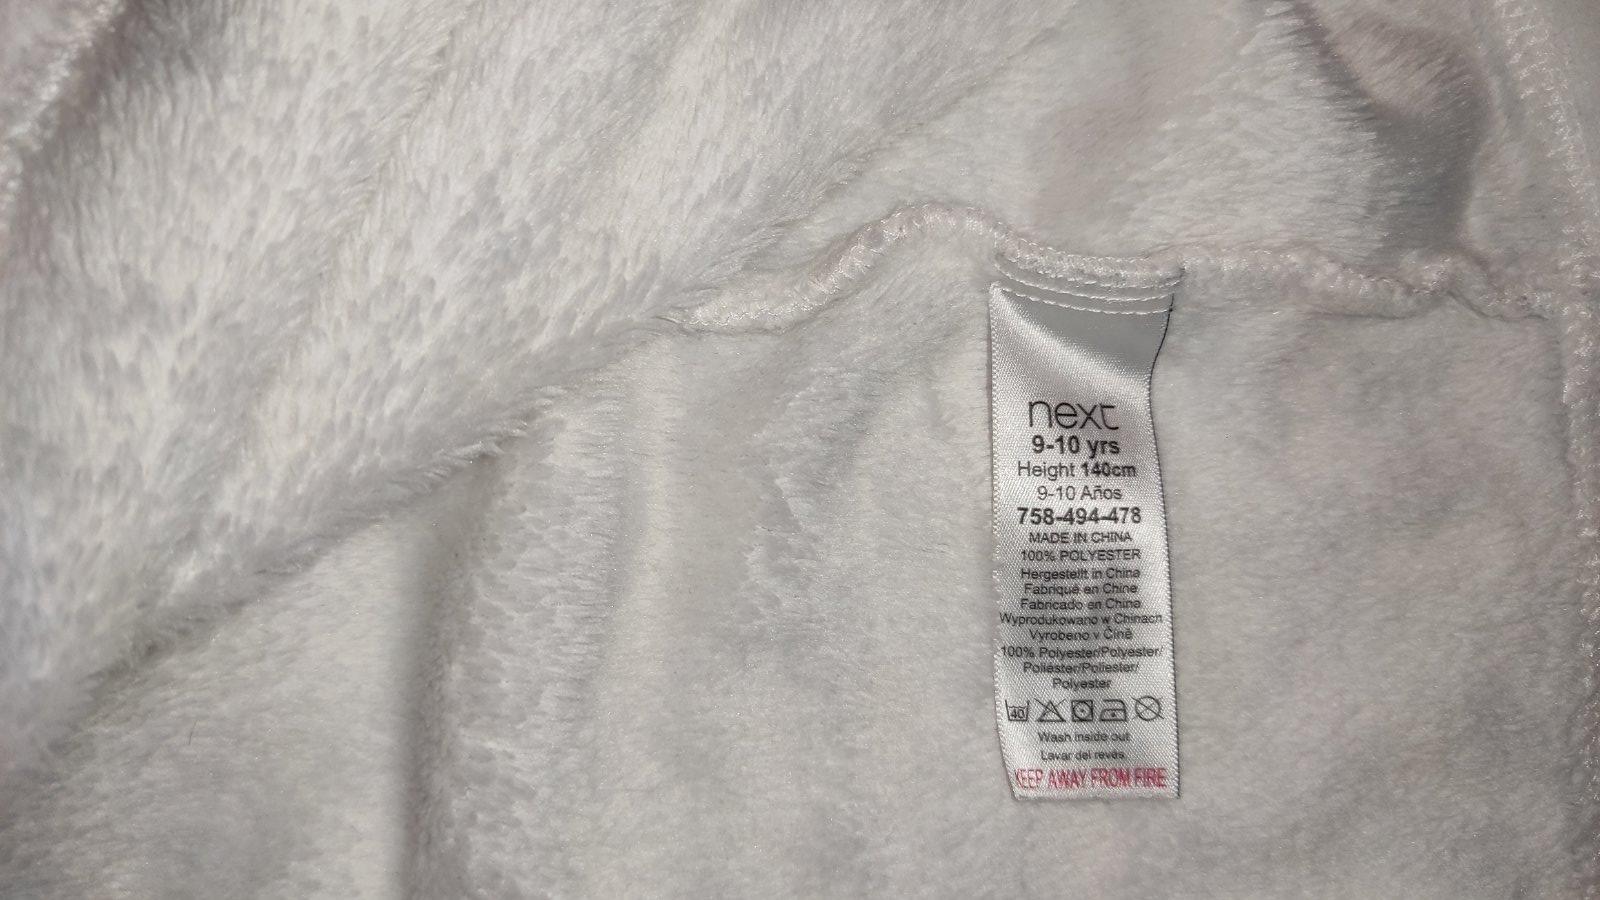 next
9-10 yrs
Height 140cm
9-10 Años
758-494-478
MADE IN CHINA
100% POLYESTER
Hergestellt in China
Fabriqué en Chine
Fabricado en China
Wyprodukowano w Chinach
Vyrobeno v Číně
100% Polyester/Polyester/
Poliéster/Poliester/
Polyester
40
Wash inside out
Lavar del revés
KEEP AWAY FROM FIRE